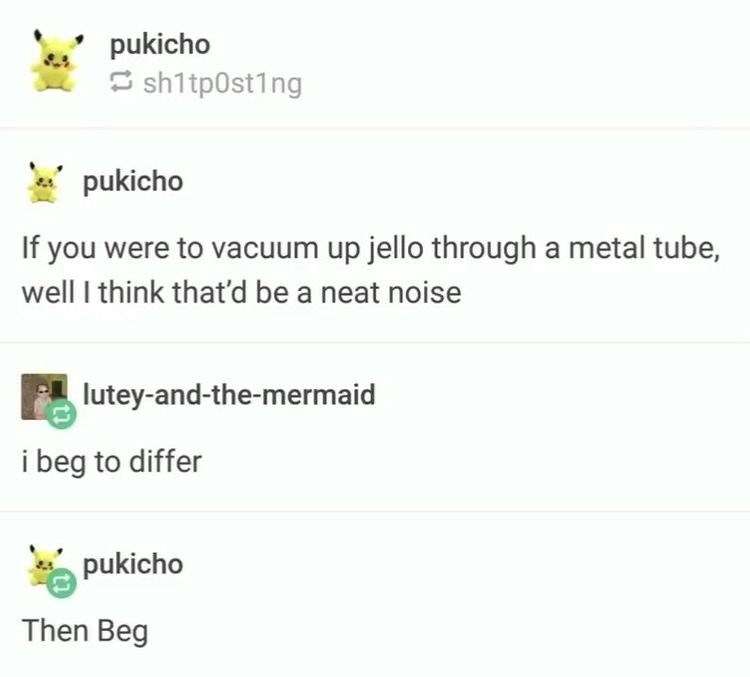 pukicho
sh1tp0st1ng
pukicho
If you were to vacuum up jello through a metal tube,
well I think that'd be a neat noise
lutey-and-the-mermaid
i beg to differ
pukicho
Then Beg